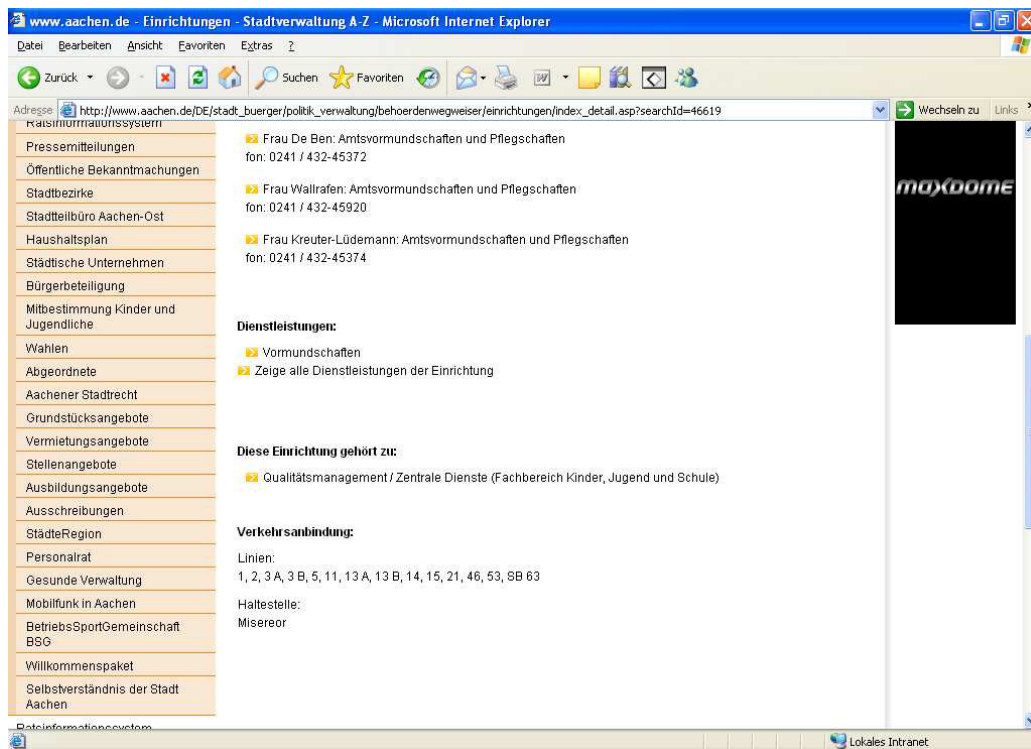 www.aachen.de - Einrichtungen - Stadtverwaltung A-Z - Microsoft Internet Explorer
Datei Bearbeiten Ansicht Favoriten Extras ?
Zurück Suchen Favoriten
Adresse http://www.aachen.de/DE/stadt_buerger/politik_verwaltung/behoerdenwegweiser/einrichtungen/index_detail.asp?searchId=46619 Wechseln zu Links
Ratsinformationssystem
Pressemitteilungen
Öffentliche Bekanntmachungen
Stadtbezirke
Stadtteilbüro Aachen-Ost
Haushaltsplan
Städtische Unternehmen
Bürgerbeteiligung
Mitbestimmung Kinder und
Jugendliche
Wahlen
Abgeordnete
Aachener Stadtrecht
Grundstücksangebote
Vermietungsangebote
Stellenangebote
Ausbildungsangebote
Ausschreibungen
StädteRegion
Personalrat
Gesunde Verwaltung
Mobilfunk in Aachen
BetriebsSportGemeinschaft
BSG
Willkommenspaket
Selbstverständnis der Stadt
Aachen
Ratsinformationssystem
Frau De Ben: Amtsvormundschaften und Pflegschaften
fon: 0241 / 432-45372
Frau Wallrafen: Amtsvormundschaften und Pflegschaften
fon: 0241 / 432-45920
Frau Kreuter-Lüdemann: Amtsvormundschaften und Pflegschaften
fon: 0241 / 432-45374
Dienstleistungen:
Vormundschaften
Zeige alle Dienstleistungen der Einrichtung
Diese Einrichtung gehört zu:
Qualitätsmanagement / Zentrale Dienste (Fachbereich Kinder, Jugend und Schule)
Verkehrsanbindung:
Linien:
1, 2, 3 A, 3 B, 5, 11, 13 A, 13 B, 14, 15, 21, 46, 53, SB 63
Haltestelle:
Misereor
maxdome
Lokales Intranet